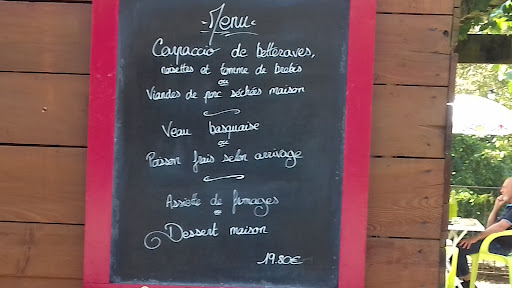 Menu
Carpaccio de betteraves,
noisettes et tomme de brebis
ou
Viandes de porc séchées maison
Veau basquaise
ou
Poisson frais selon arrivage
Assiette de fromages
ou
Dessert maison
19.80€